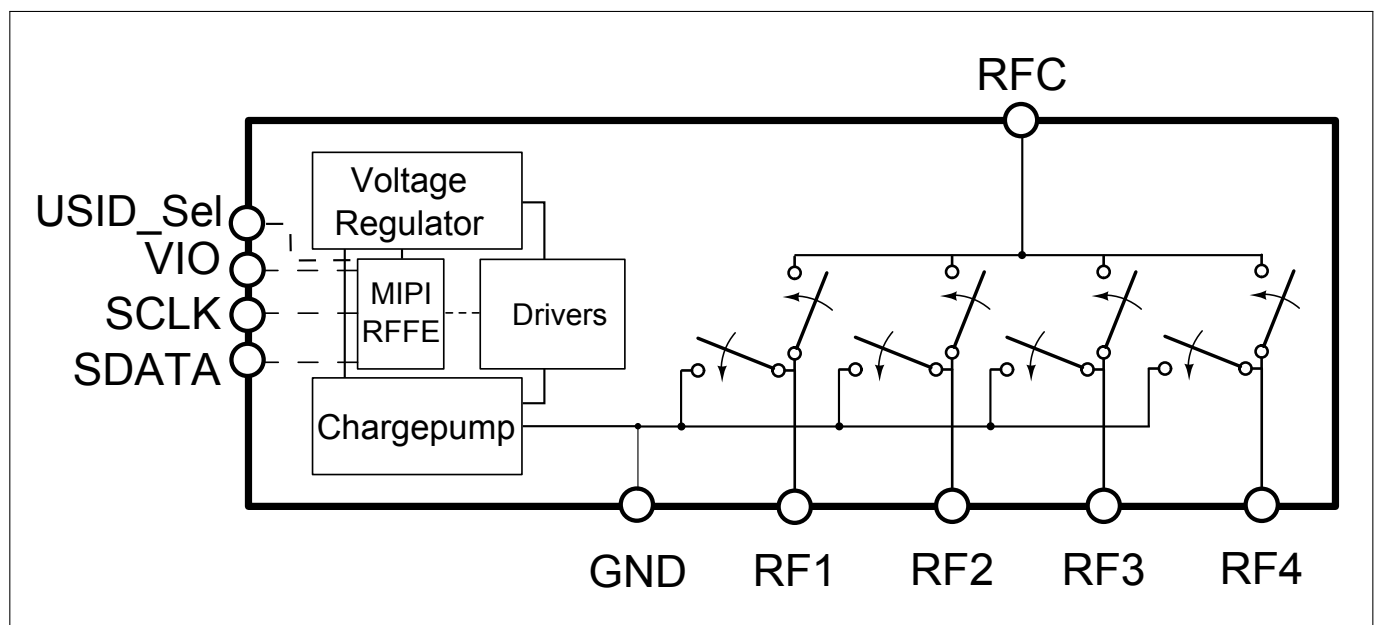 RFC
Voltage
Regulator
USID_Sel
VIO
SCLK
SDATA
MIPI
RFFE
Drivers
Chargepump
GND
RF1
RF2
RF3
RF4